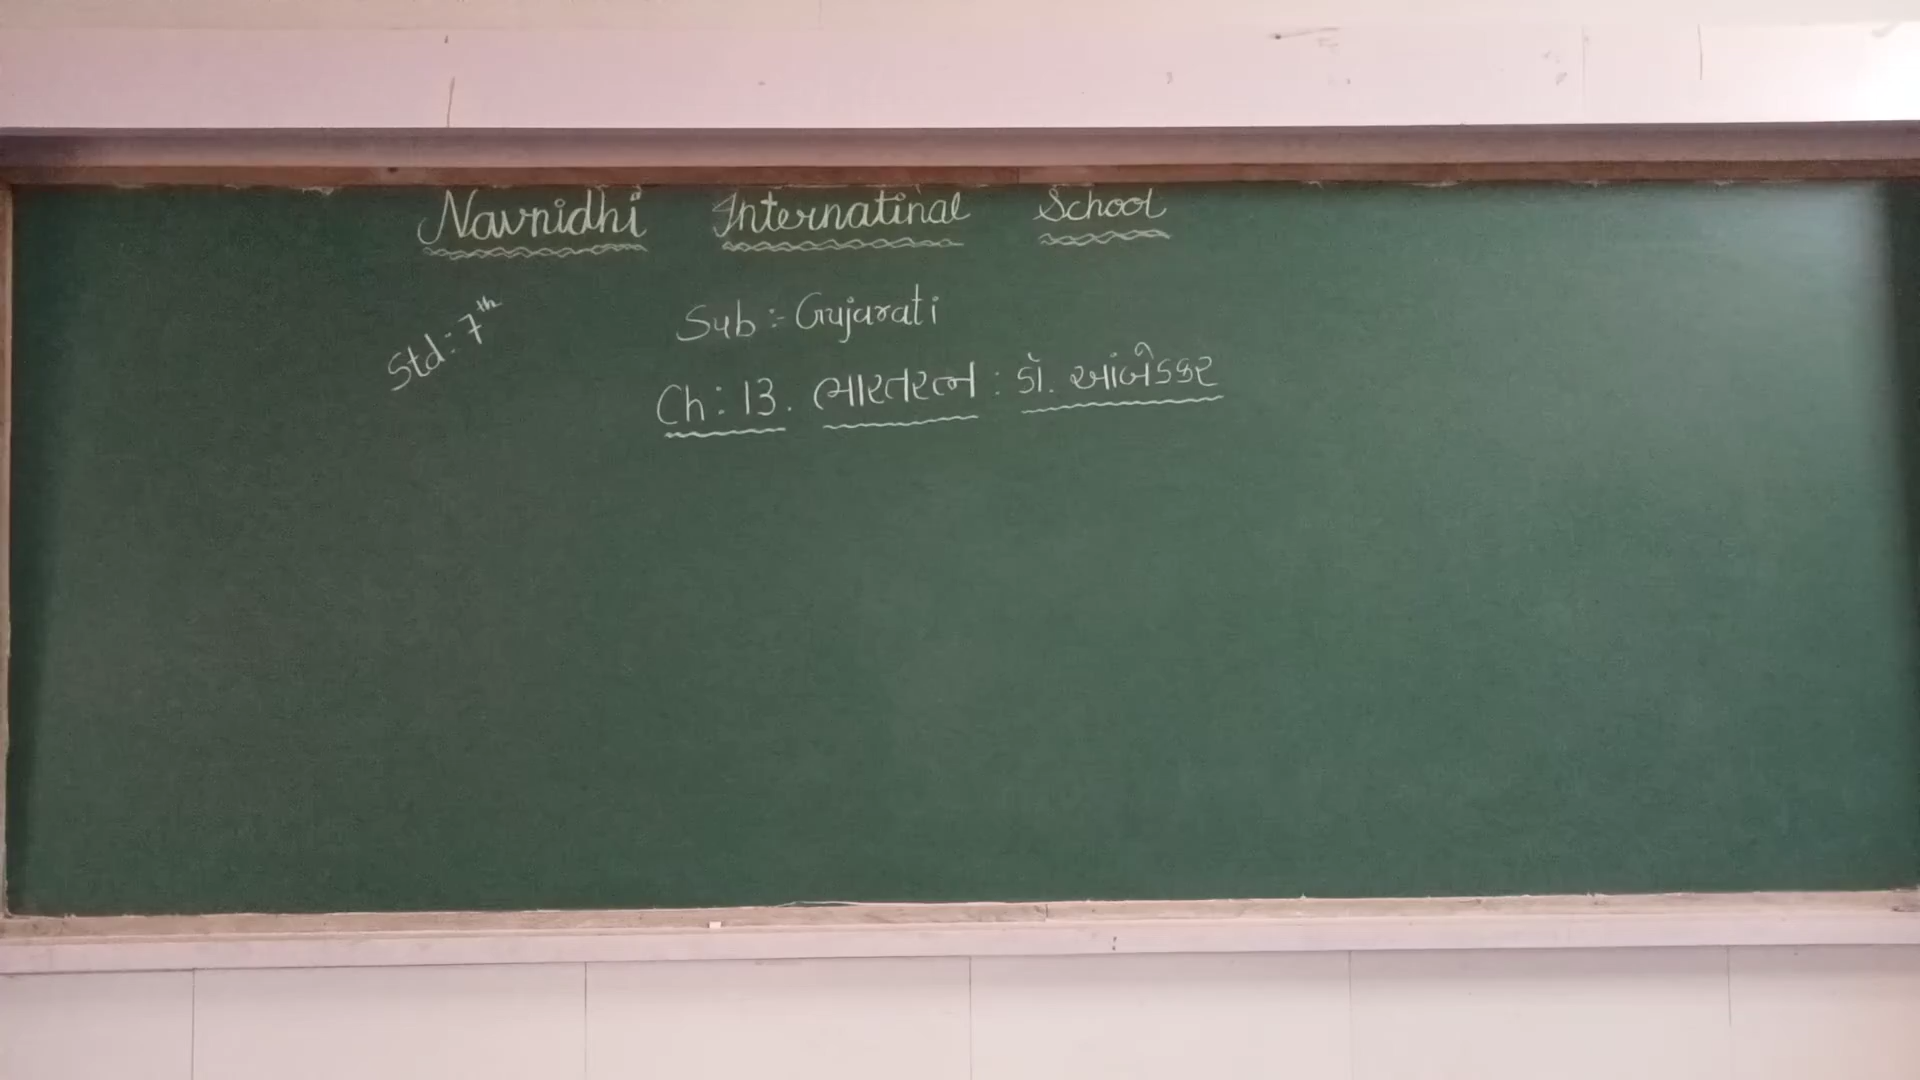 Navnidhi Internatinal School
Std: 7th
Sub :- Gujarati
Ch: 13. ભારતરત્ન : ડૉ. આંબેડકર